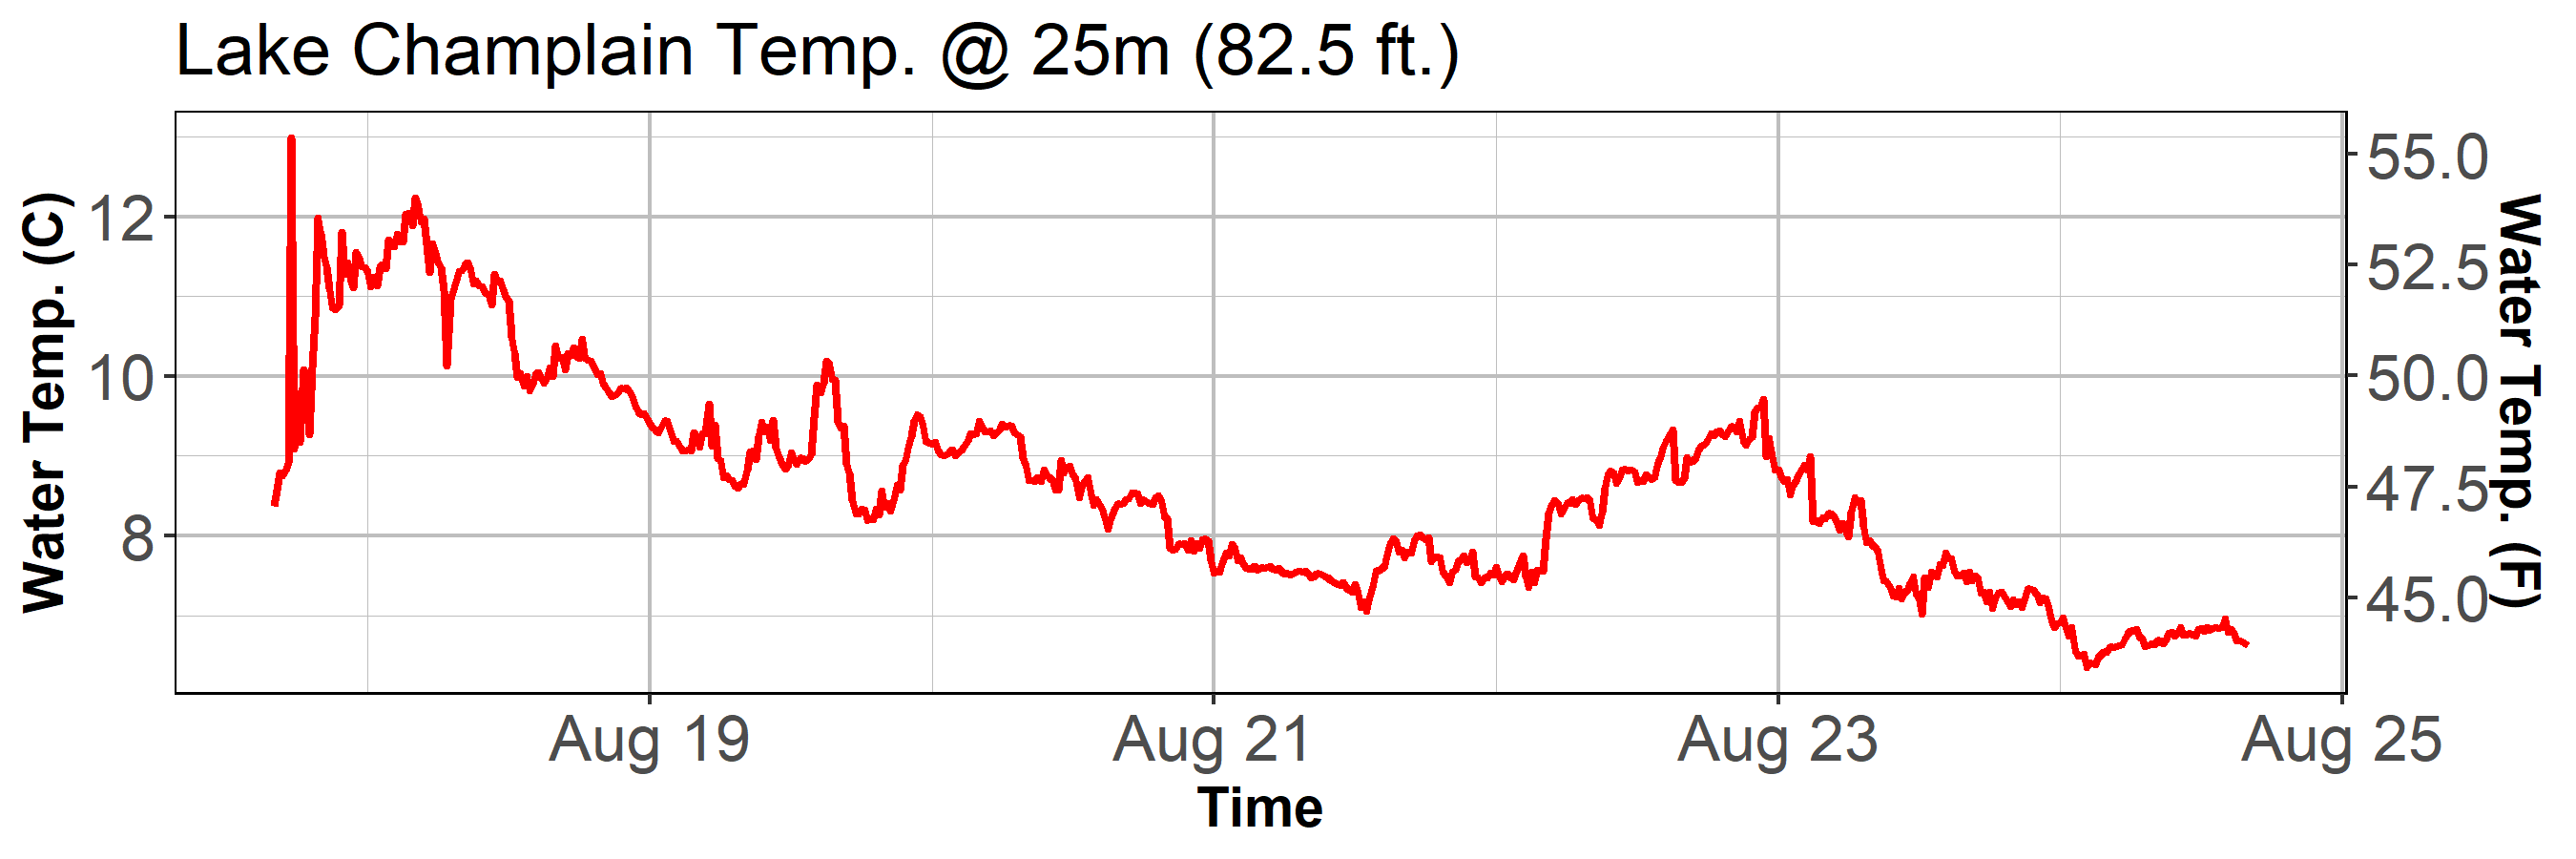 Lake Champlain Temp. @ 25m (82.5 ft.)
Water Temp. (C)
12
10
8
55.0
52.5
50.0
47.5
45.0
Water Temp. (F)
Aug 19 Aug 21 Aug 23 Aug 25
Time